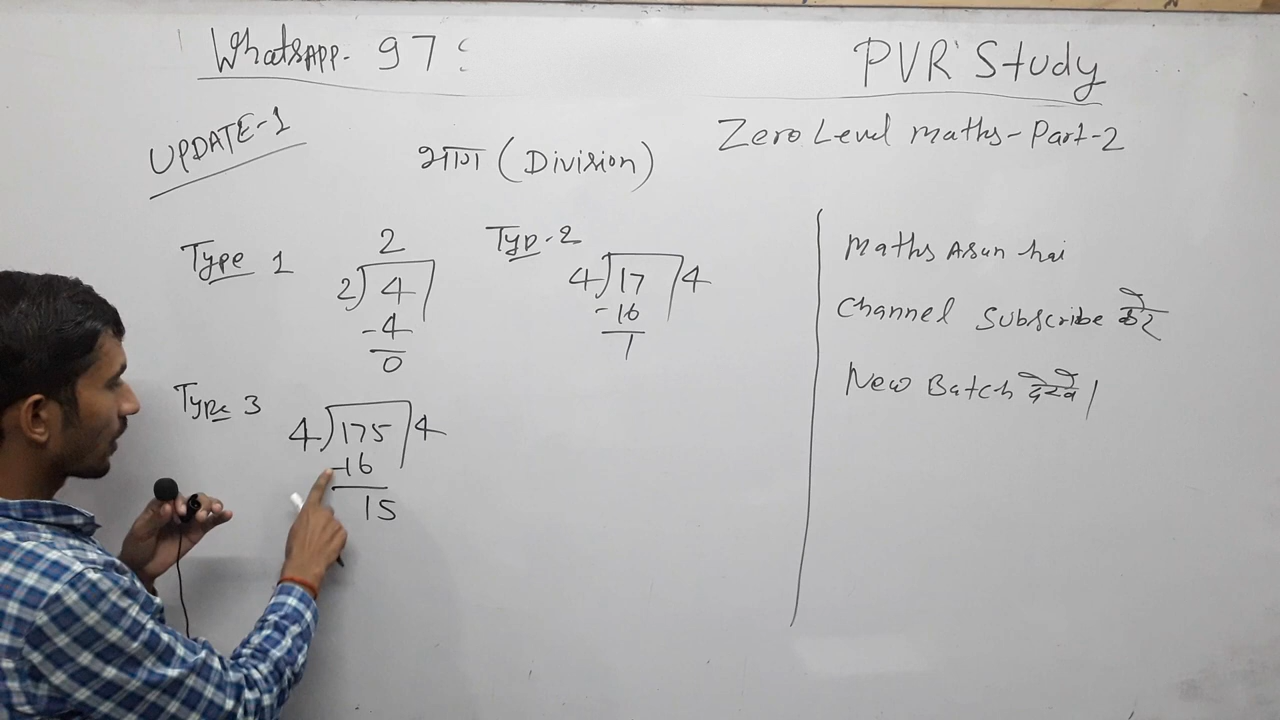 WhatsApp- 97
PVR Study
UPDATE-1
भाग (Division)
Zero Level maths-Part-2
Type 1
2
2) 4
-4
0
Typ-2
4) 17 )4
-16
1
Type 3
4) 175 )4
-16
15
Maths Asan hai
Channel Subscribe करे
New Batch देखे।